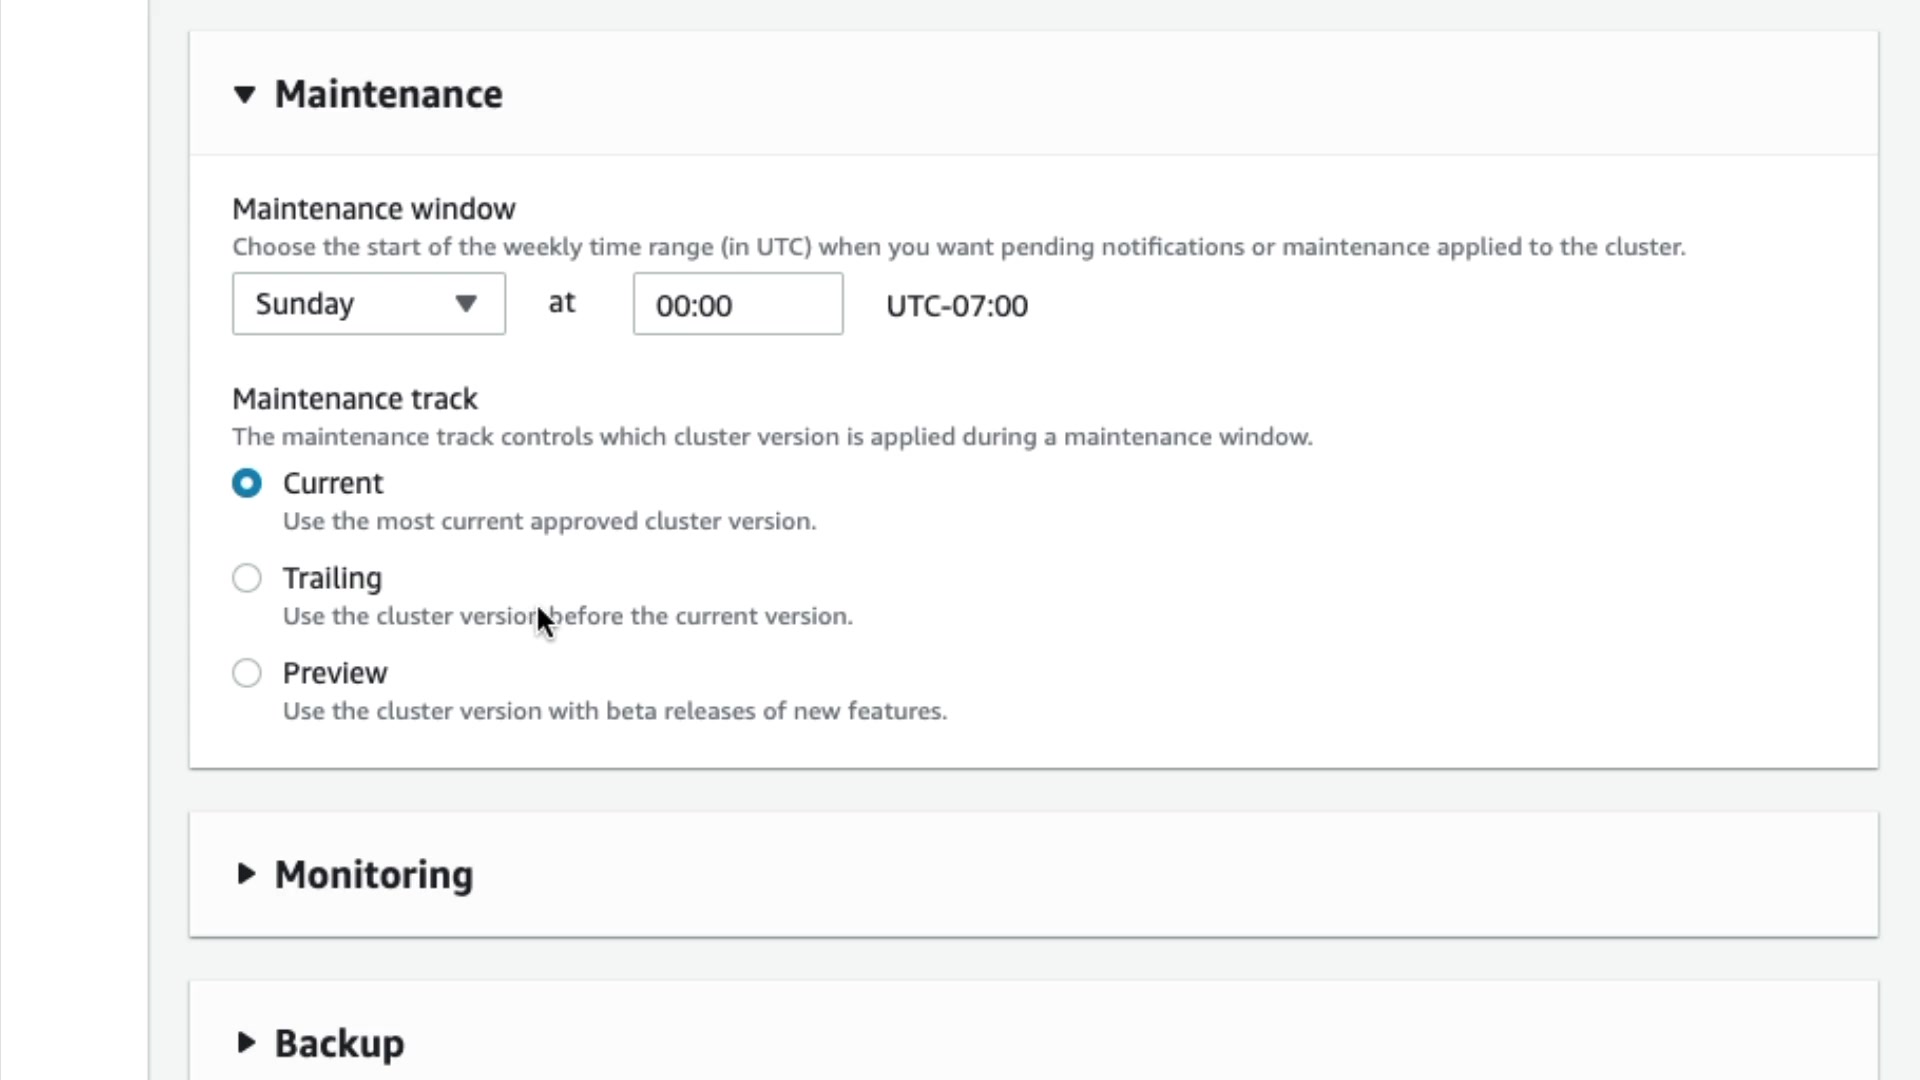 Maintenance
Maintenance window
Choose the start of the weekly time range (in UTC) when you want pending notifications or maintenance applied to the cluster.
Sunday at 00:00 UTC-07:00
Maintenance track
The maintenance track controls which cluster version is applied during a maintenance window.
Current
Use the most current approved cluster version.
Trailing
Use the cluster version before the current version.
Preview
Use the cluster version with beta releases of new features.
Monitoring
Backup